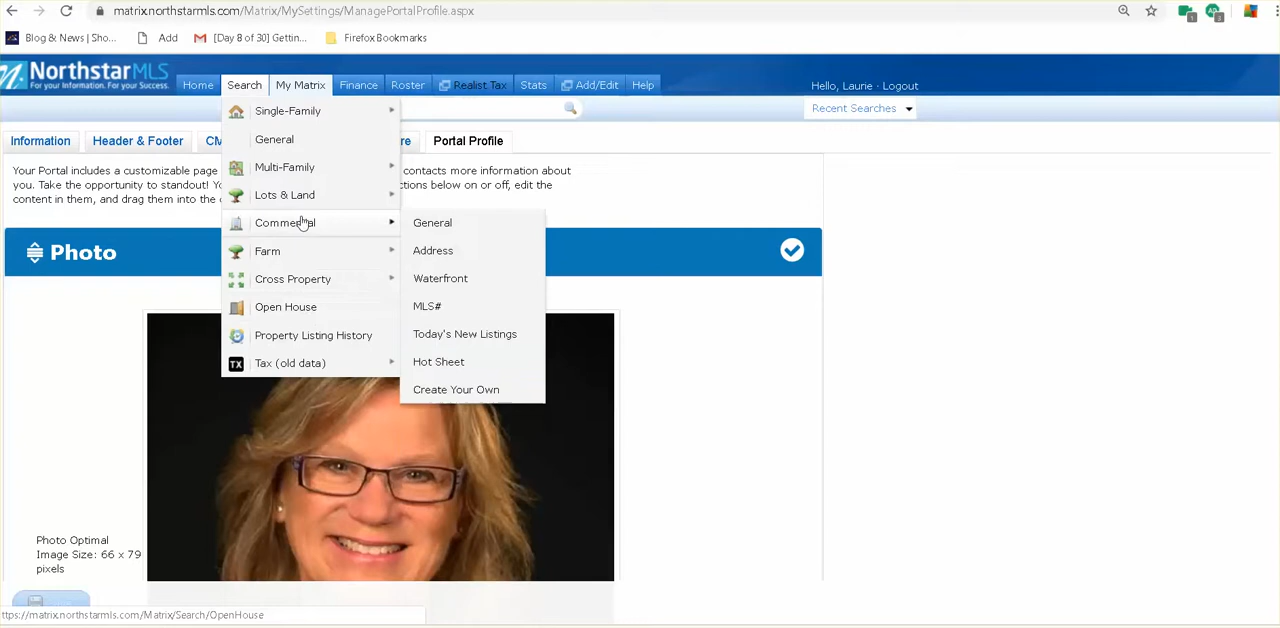 matrix.northstarmls.com/Matrix/MySettings/ManagePortalProfile.aspx
Blog & News | Sho... Add [Day 8 of 30] Gettin... Firefox Bookmarks
NorthstarMLS
For your Information. For your Success.
Home Search My Matrix Finance Roster Realist Tax Stats Add/Edit Help
Hello, Laurie · Logout
Recent Searches
Single-Family
General
Multi-Family
Lots & Land
Commercial
Farm
Cross Property
Open House
Property Listing History
TX Tax (old data)
General
Address
Waterfront
MLS#
Today's New Listings
Hot Sheet
Create Your Own
Information Header & Footer CM re Portal Profile
Your Portal includes a customizable page contacts more information about
you. Take the opportunity to standout! Yo ctions below on or off, edit the
content in them, and drag them into the o
Photo
Photo Optimal
Image Size: 66 x 79
pixels
ttps://matrix.northstarmls.com/Matrix/Search/OpenHouse